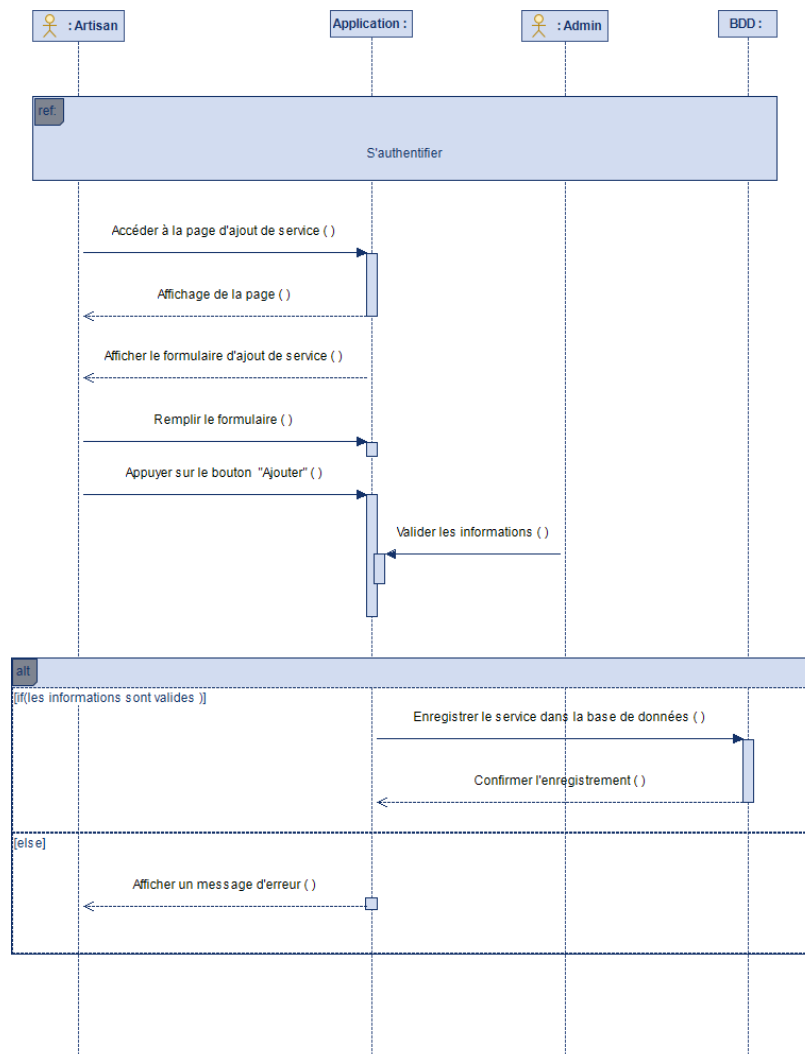 : Artisan
Application :
: Admin
BDD :
ref:
S'authentifier
Accéder à la page d'ajout de service ( )
Affichage de la page ( )
Afficher le formulaire d'ajout de service ( )
Remplir le formulaire ( )
Appuyer sur le bouton "Ajouter" ( )
Valider les informations ( )
alt
[if(les informations sont valides )]
Enregistrer le service dans la base de données ( )
Confirmer l'enregistrement ( )
[else]
Afficher un message d'erreur ( )